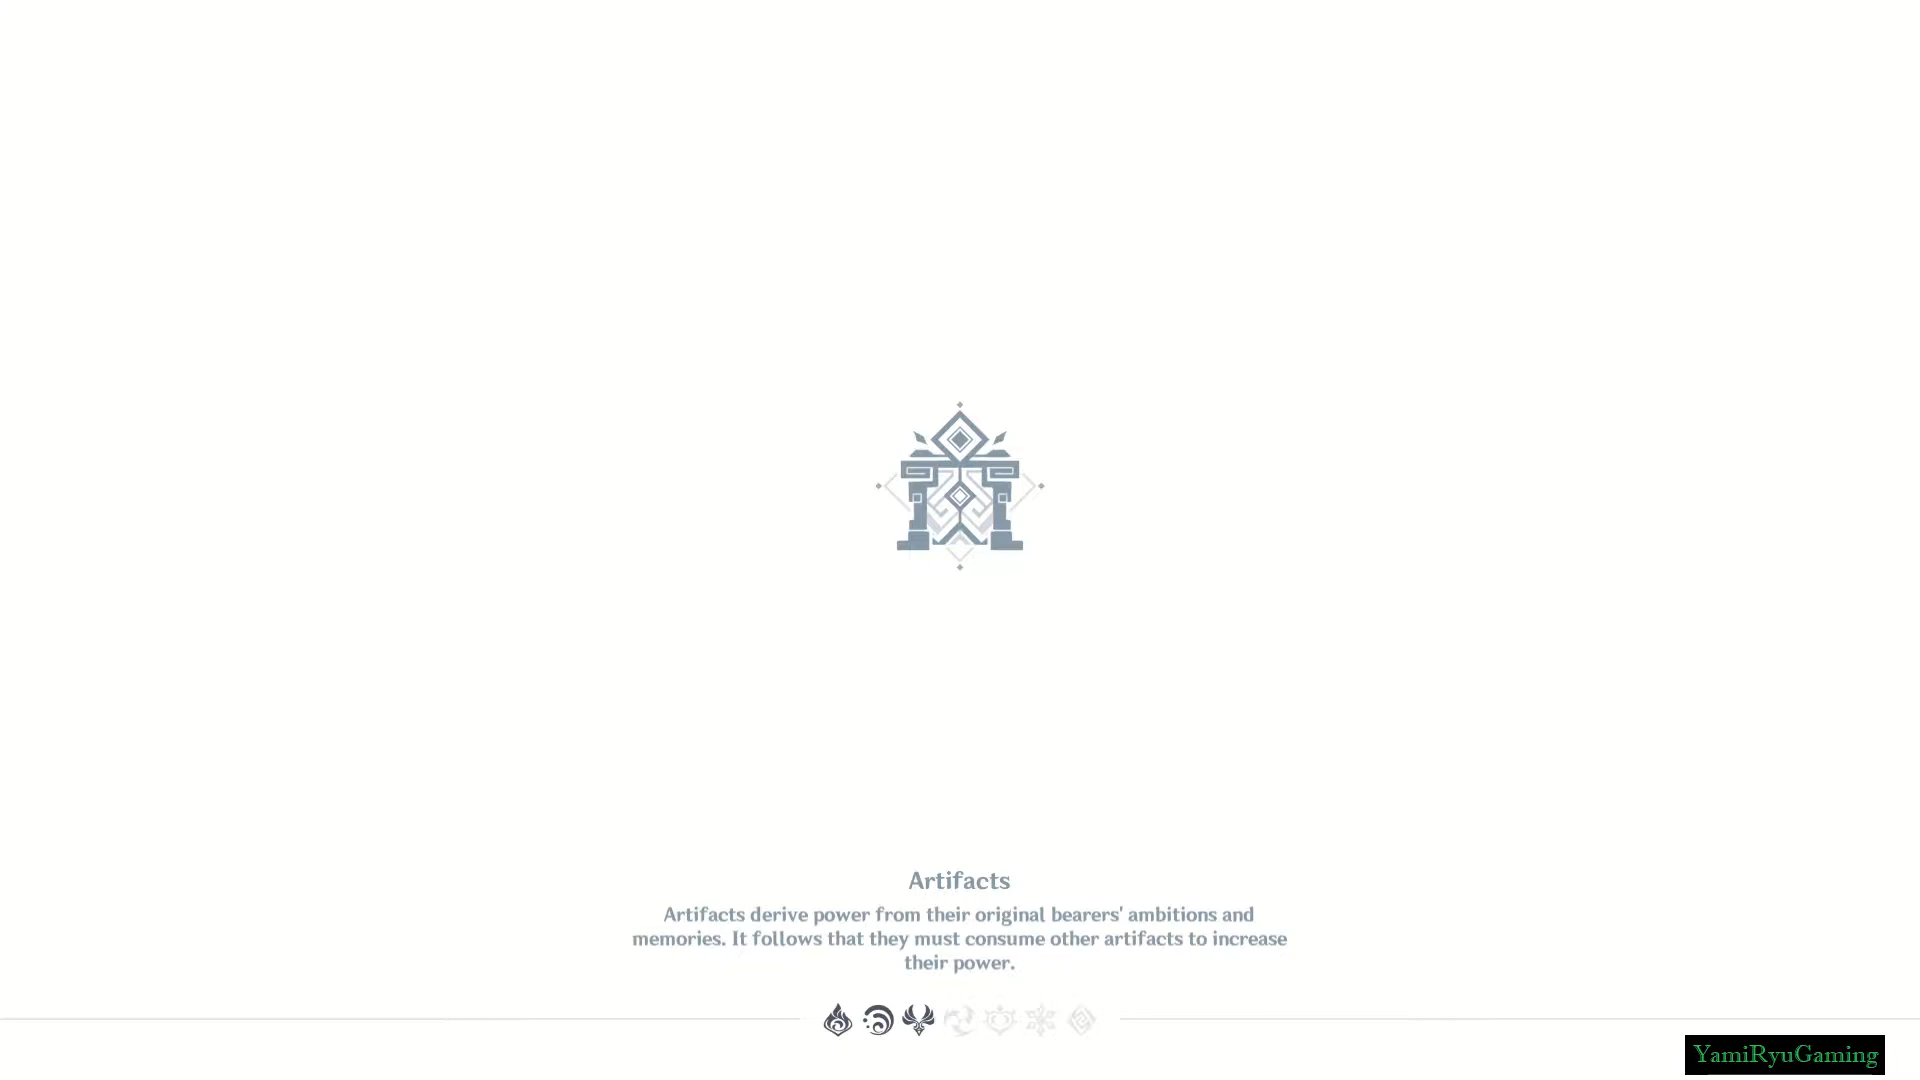 Artifacts
Artifacts derive power from their original bearers' ambitions and
memories. It follows that they must consume other artifacts to increase
their power.
YamiRyuGaming